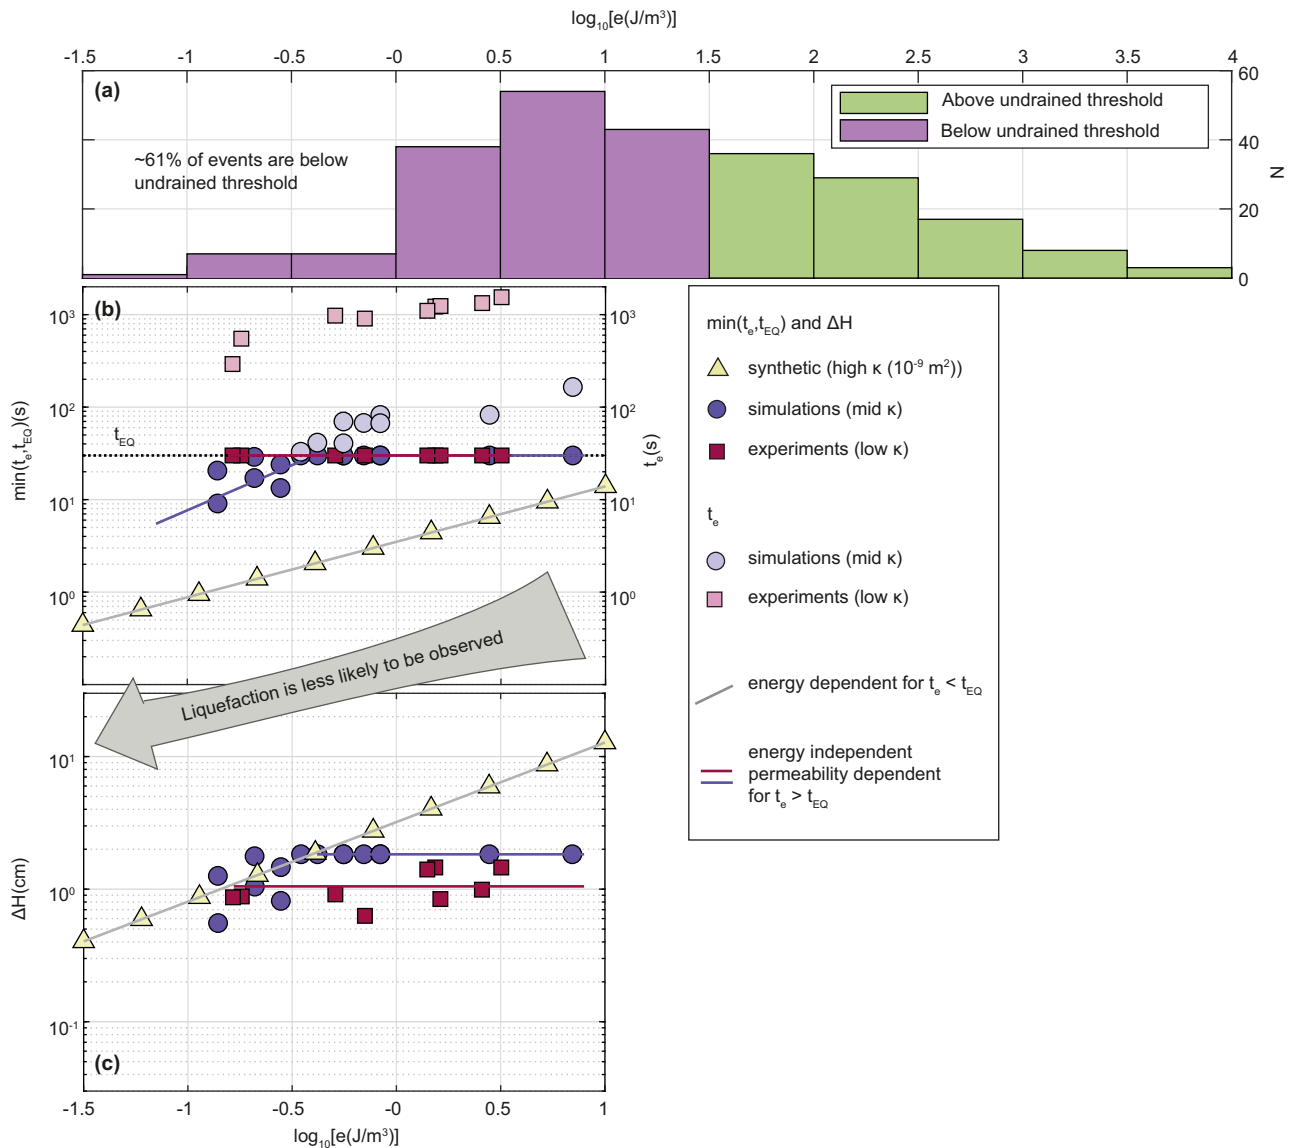 log10[e(J/m³)]
-1.5 -1 -0.5 -0 0.5 1 1.5 2 2.5 3 3.5 4
(a)
60
40
20
0
N
Above undrained threshold
Below undrained threshold
~61% of events are below
undrained threshold
(b)
10³
10²
10¹
10⁰
min(te,tEQ)(s)
tEQ
10³
10²
10¹
10⁰
te(s)
Liquefaction is less likely to be observed
min(te,tEQ) and ΔH
synthetic (high κ (10⁻⁹ m²))
simulations (mid κ)
experiments (low κ)
te
simulations (mid κ)
experiments (low κ)
energy dependent for te < tEQ
energy independent
permeability dependent
for te > tEQ
10¹
10⁰
10⁻¹
ΔH(cm)
(c)
-1.5 -1 -0.5 -0 0.5 1
log10[e(J/m³)]